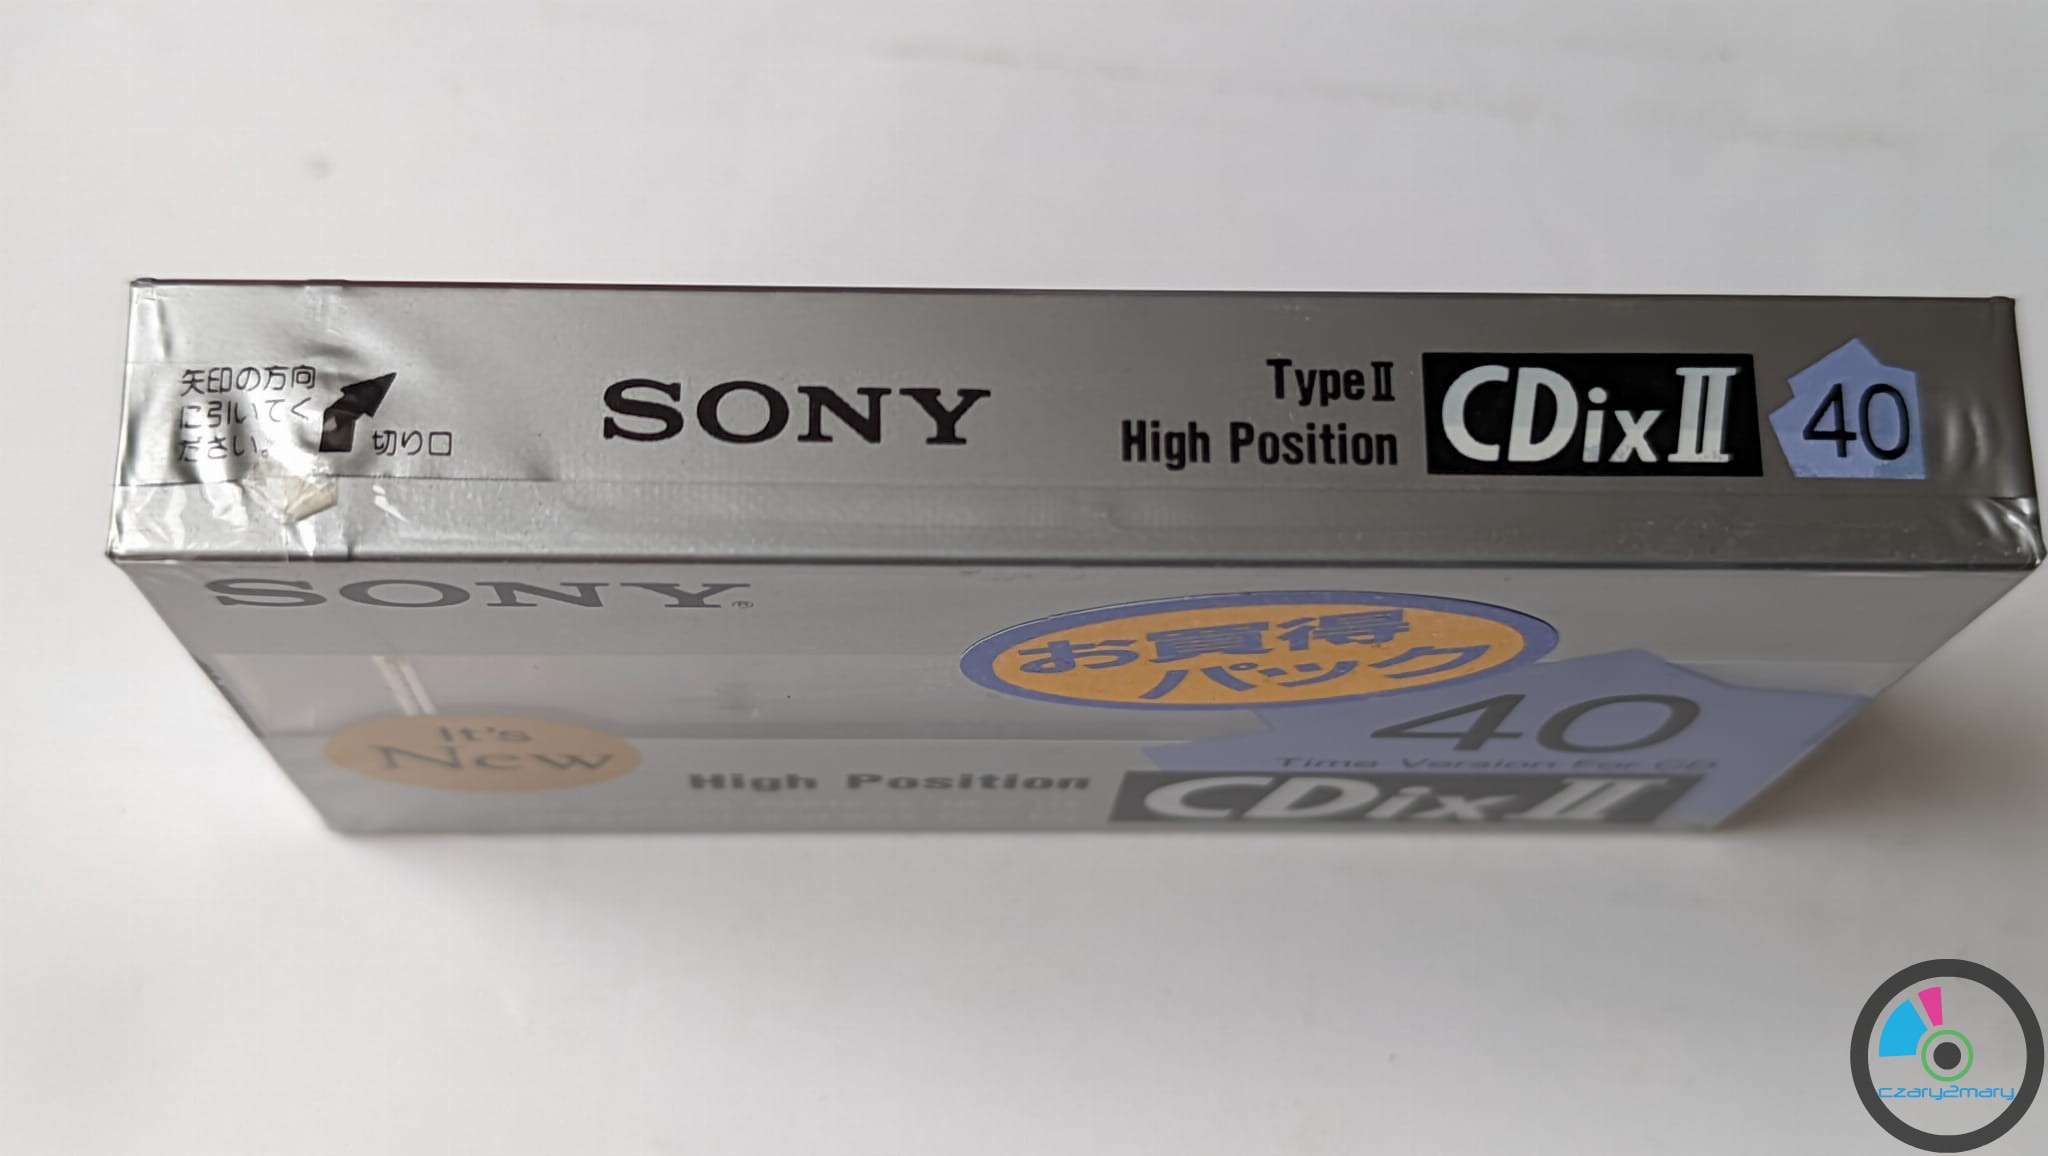 矢印の方向
に引いてく
ださい。
切り口
SONY
Type II
High Position
CDix II
40
SONY®
お買得
パック
40
Time Version For CD
It's
New
High Position
CDix II
czary2mary